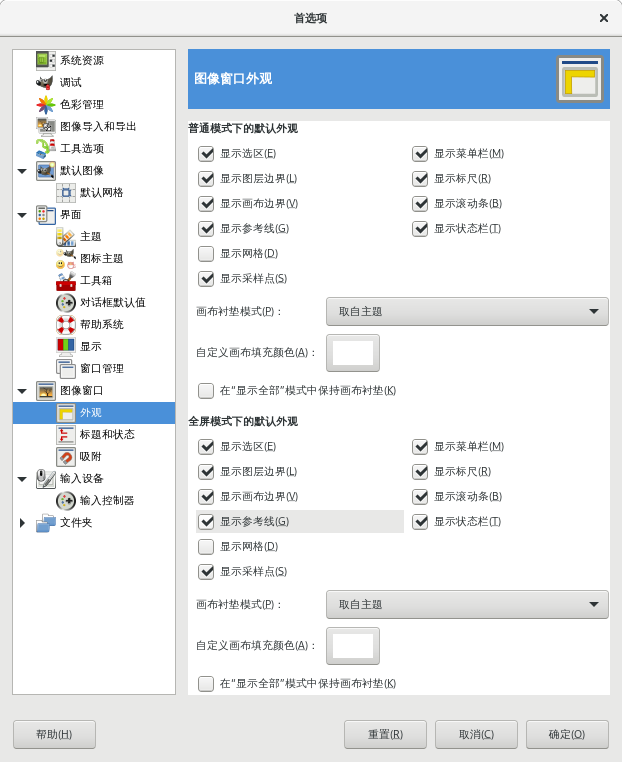 首选项
系统资源
调试
色彩管理
图像导入和导出
工具选项
默认图像
默认网格
界面
主题
图标主题
工具箱
对话框默认值
帮助系统
显示
窗口管理
图像窗口
外观
标题和状态
吸附
输入设备
输入控制器
文件夹
图像窗口外观
普通模式下的默认外观
显示选区(E) 显示菜单栏(M)
显示图层边界(L) 显示标尺(R)
显示画布边界(V) 显示滚动条(B)
显示参考线(G) 显示状态栏(T)
显示网格(D)
显示采样点(S)
画布衬垫模式(P)： 取自主题
自定义画布填充颜色(A)：
在“显示全部”模式中保持画布衬垫(K)
全屏模式下的默认外观
显示选区(E) 显示菜单栏(M)
显示图层边界(L) 显示标尺(R)
显示画布边界(V) 显示滚动条(B)
显示参考线(G) 显示状态栏(T)
显示网格(D)
显示采样点(S)
画布衬垫模式(P)： 取自主题
自定义画布填充颜色(A)：
在“显示全部”模式中保持画布衬垫(K)
帮助(H) 重置(R) 取消(C) 确定(O)